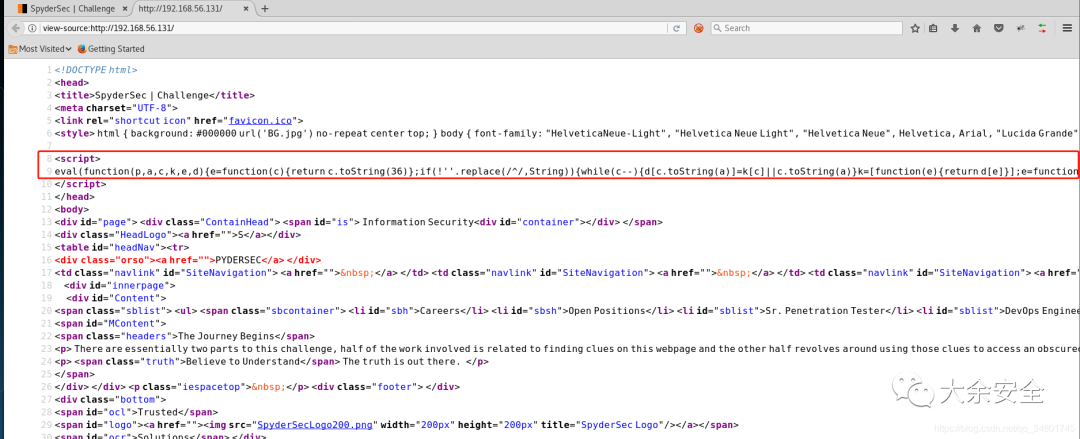 SpyderSec | Challenge × http://192.168.56.131/ × +
view-source:http://192.168.56.131/ Search
Most Visited Getting Started
1 <!DOCTYPE html>
2 <head>
3 <title>SpyderSec | Challenge</title>
4 <meta charset="UTF-8">
5 <link rel="shortcut icon" href="favicon.ico">
6 <style> html { background: #000000 url('BG.jpg') no-repeat center top; } body { font-family: "HelveticaNeue-Light", "Helvetica Neue Light", "Helvetica Neue", Helvetica, Arial, "Lucida Grande"
7
8 <script>
9 eval(function(p,a,c,k,e,d){e=function(c){return c.toString(36)};if(!''.replace(/^/,String)){while(c--){d[c.toString(a)]=k[c]||c.toString(a)}k=[function(e){return d[e]}];e=function
10 </script>
11 </head>
12 <body>
13 <div id="page"> <div class="ContainHead"> <span id="is"> Information Security<div id="container"></div> </span>
14 <div class="HeadLogo"><a href="">S</a></div>
15 <table id="headNav"><tr>
16 <div class="orso"><a href="">PYDERSEC</a> </div>
17 <td class="navlink" id="SiteNavigation"> <a href="">&nbsp;</a> </td> <td class="navlink" id="SiteNavigation"> <a href="">&nbsp;</a> </td> <td class="navlink" id="SiteNavigation"> <a
18 <div id="innerpage">
19 <div id="Content">
20 <span class="sblist"> <ul> <span class="sbcontainer"> <li id="sbh">Careers</li> <li id="sbsh">Open Positions</li> <li id="sblist">Sr. Penetration Tester</li> <li id="sblist">DevOps Engine
21 <span id="MContent">
22 <span class="headers">The Journey Begins</span>
23 <p> There are essentially two parts to this challenge, half of the work involved is related to finding clues on this webpage and the other half revolves around using those clues to access an obscure
24 <p> <span class="truth">Believe to Understand</span> The truth is out there. </p>
25 </span>
26 </div> </div> <p class="iespacetop">&nbsp;</p> <div class="footer"> </div>
27 <div class="bottom">
28 <span id="ocl">Trusted</span>
29 <span id="logo"><a href=""><img src="SpyderSecLogo200.png" width="200px" height="200px" title="SpyderSec Logo"/></a></span>
30 <span id="ocr">Solutions</span> </div>
大余安全